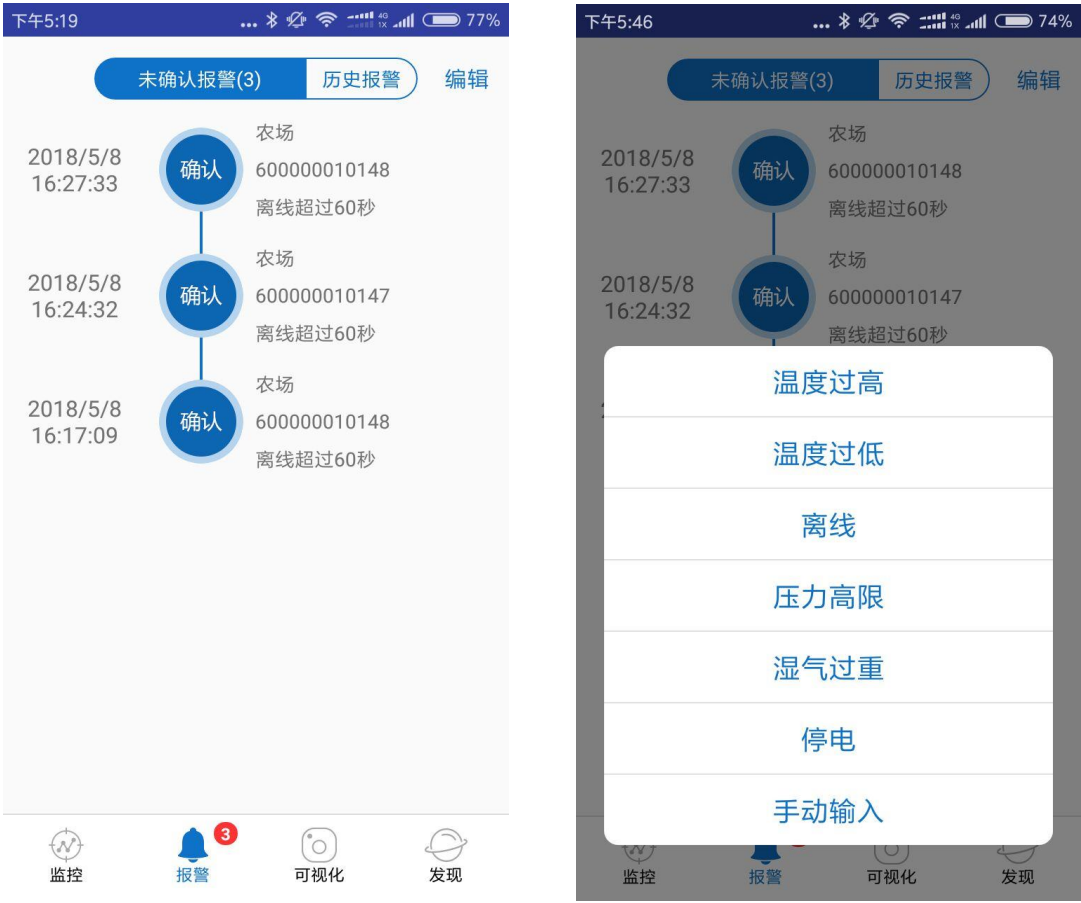 下午5:19
... 4G 1X 77%
未确认报警(3) 历史报警 编辑
农场
2018/5/8
16:27:33
确认
600000010148
离线超过60秒
农场
2018/5/8
16:24:32
确认
600000010147
离线超过60秒
农场
2018/5/8
16:17:09
确认
600000010148
离线超过60秒
3
监控 报警 可视化 发现
下午5:46
... 4G 1X 74%
未确认报警(3) 历史报警 编辑
农场
2018/5/8
16:27:33
确认
600000010148
离线超过60秒
农场
2018/5/8
16:24:32
确认
600000010147
离线超过60秒
温度过高
温度过低
离线
压力高限
湿气过重
停电
手动输入
监控 报警 可视化 发现